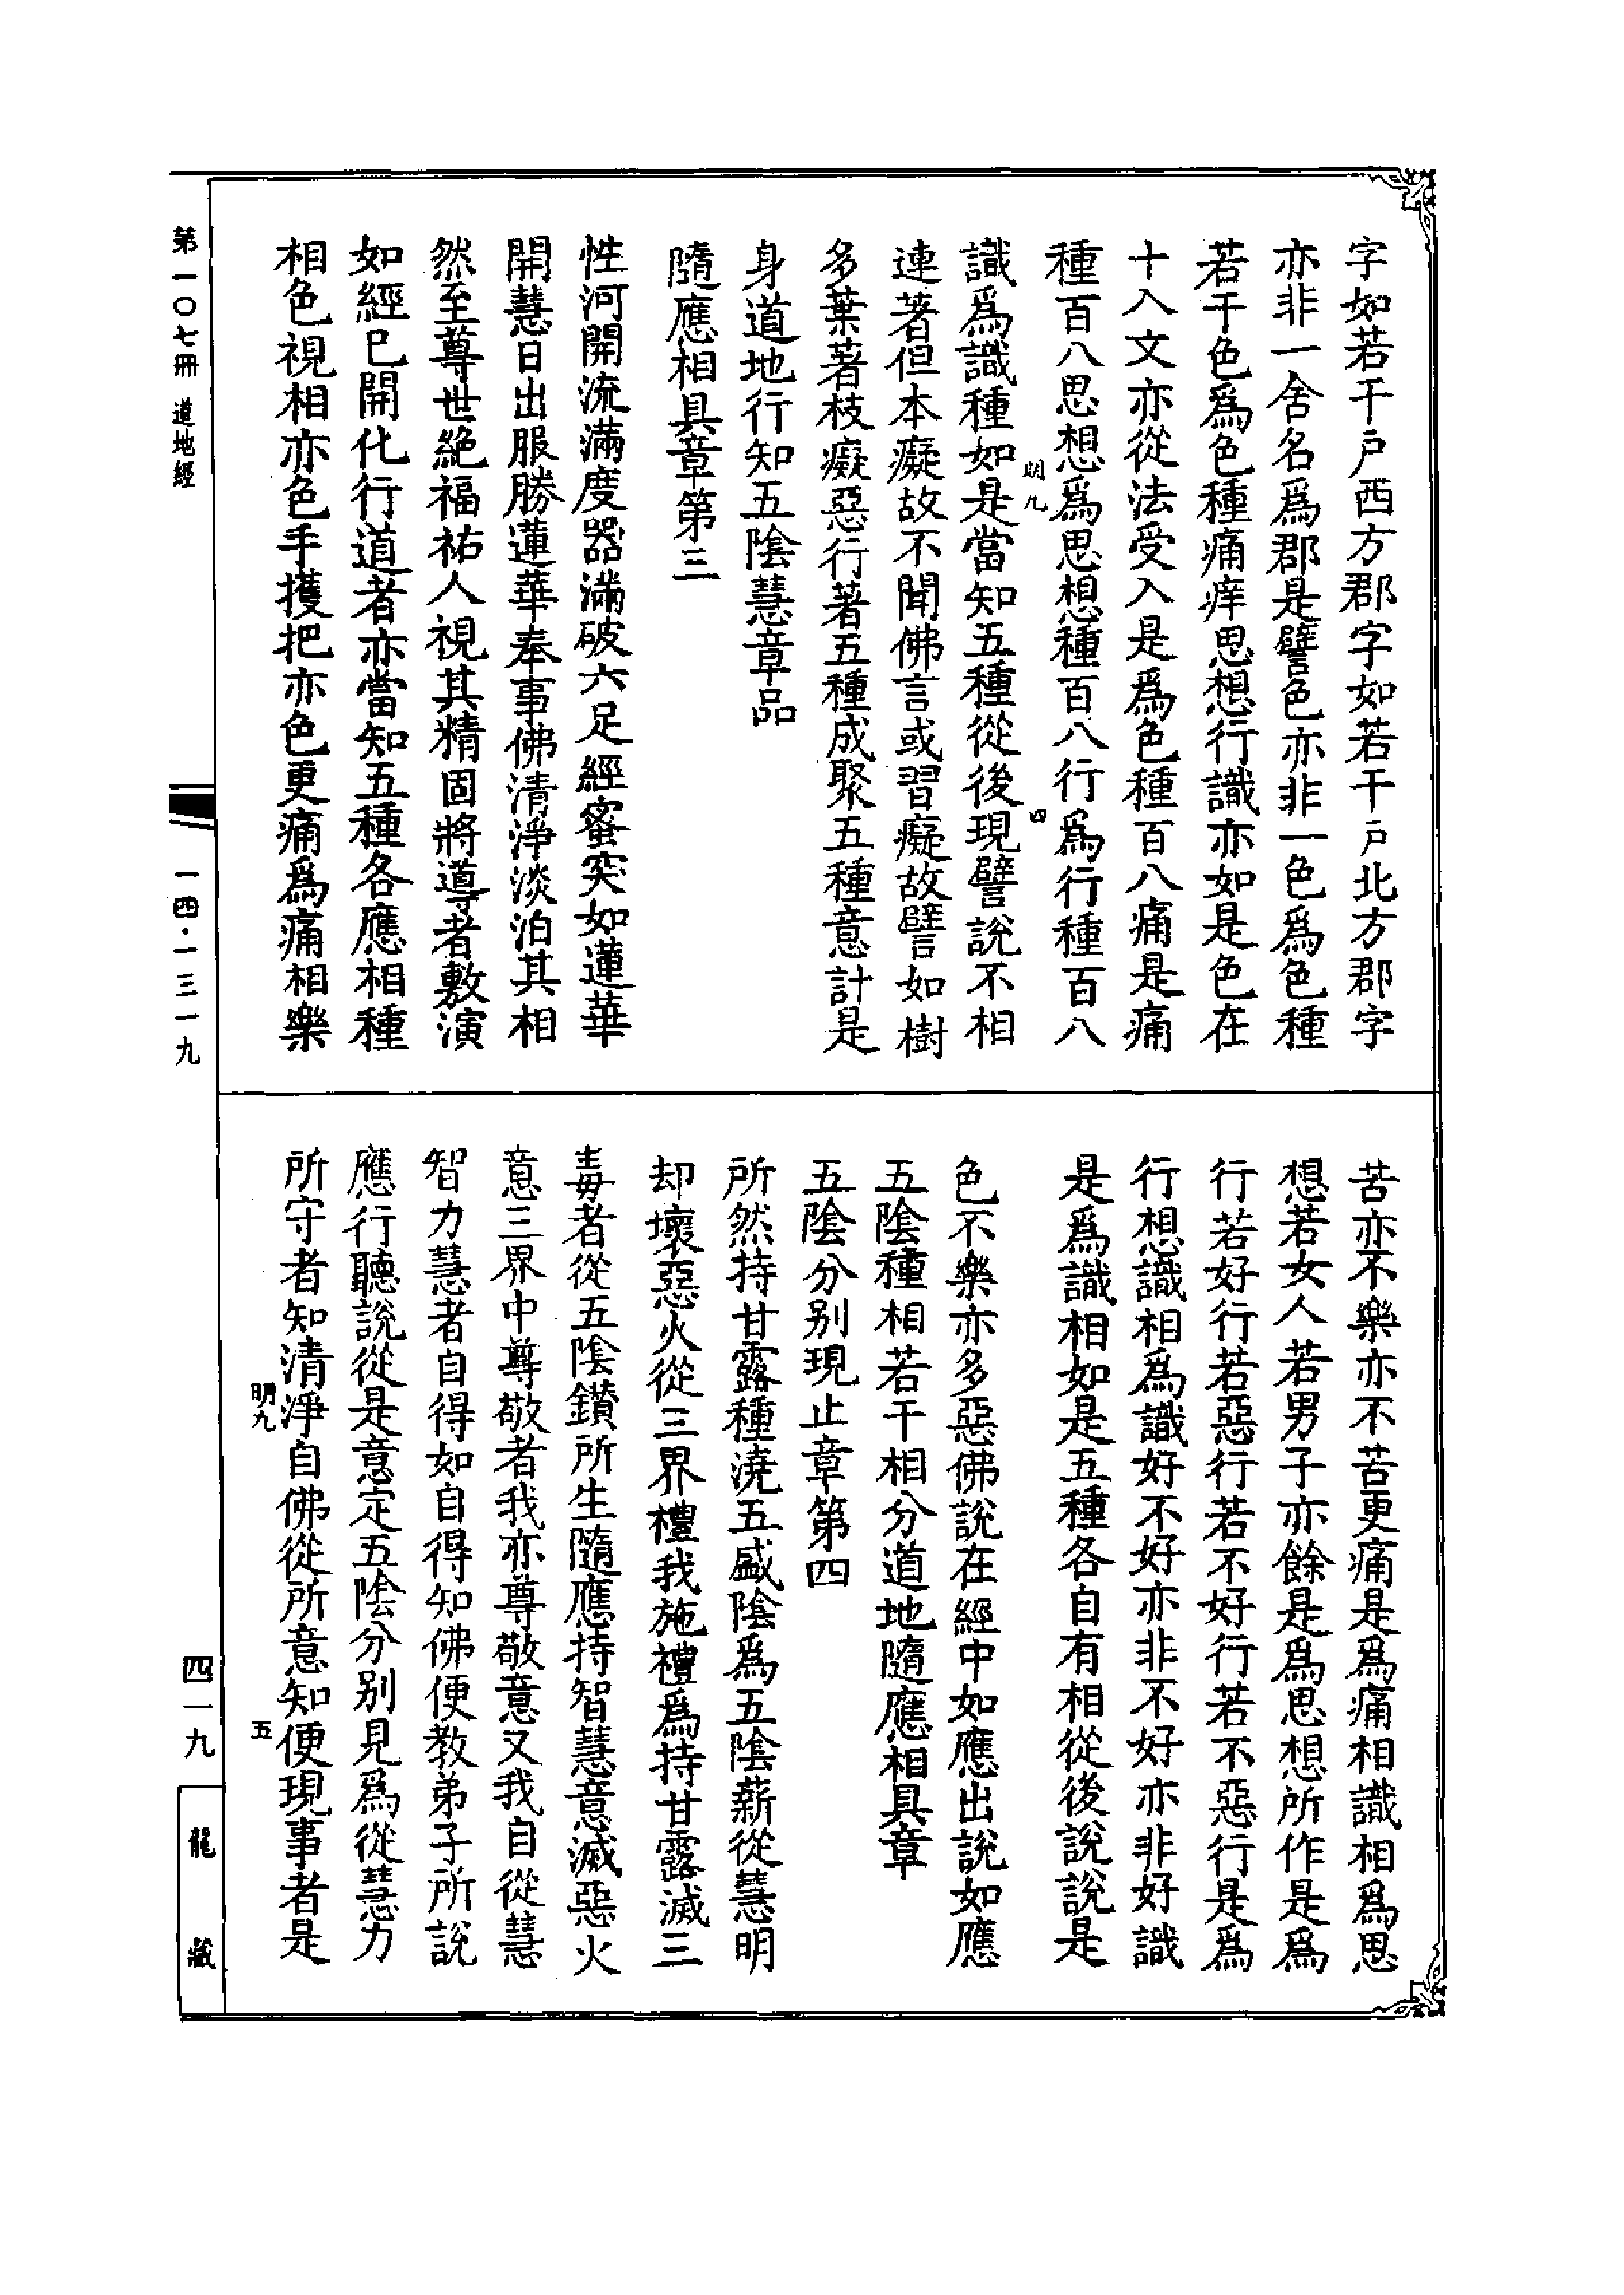 字如若干戶西方郡字如若干戶北方郡字
亦非一舍名爲郡是譬色亦非一色爲色種
若干色爲色種痛痒思想行識亦如是色在
十入文亦從法受入是爲色種百八痛是痛
種百八思想爲思想種百八行爲行種百八
明九
四
識爲識種如是當知五種從後現譬說不相
連著但本癡故不聞佛言或習癡故譬如樹
多葉著枝癡惡行著五種成聚五種意計是
身道地行知五陰慧章品
隨應相具章第三
性河開流滿度器滿破六足經蜜突如蓮華
開慧日出服勝蓮華奉事佛清淨淡泊其相
然至尊世絶福祐人視其精固將導者敷演
如經巳開化行道者亦當知五種各應相種
相色視相亦色手擭把亦色更痛爲痛相樂
苦亦不樂亦不苦更痛是爲痛相識相爲思
想若女人若男子亦餘是爲思想所作是爲
行若好行若惡行若不好行若不惡行是爲
行想識相爲識好不好亦非不好亦非好識
是爲識相如是五種各自有相從後說說是
色不樂亦多惡佛說在經中如應出說如應
五陰種相若干相分道地隨應相具章
五陰分别現止章第四
所然持甘露種澆五盛陰爲五陰薪從慧明
却壞惡火從三界禮我施禮爲持甘露滅三
毒者從五陰鑽所生隨應持智慧意滅惡火
意三界中尊敬者我亦尊敬意又我自從慧
智力慧者自得如自得知佛便教弟子所說
應行聽說從是意定五陰分别見爲從慧力
所守者知清淨自佛從所意知便現事者是
明九
五
第一〇七冊 道地經
一四·一三一九
四一九
龍藏